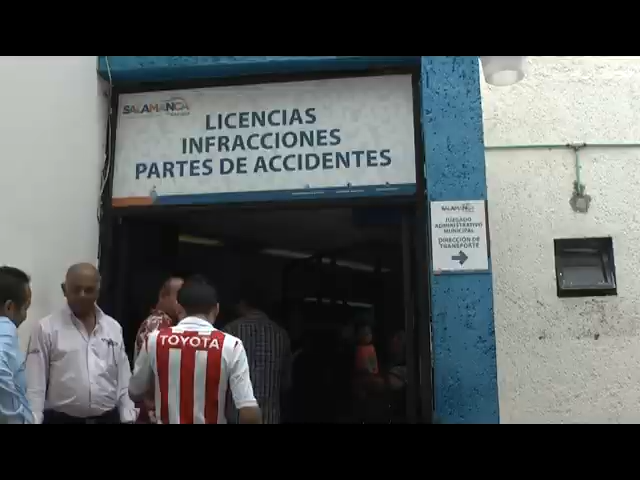 SALAMANCA
LICENCIAS
INFRACCIONES
PARTES DE ACCIDENTES
SALAMANCA
JUZGADO
ADMINISTRATIVO
MUNICIPAL
DIRECCIÓN DE
TRANSPORTE
TOYOTA